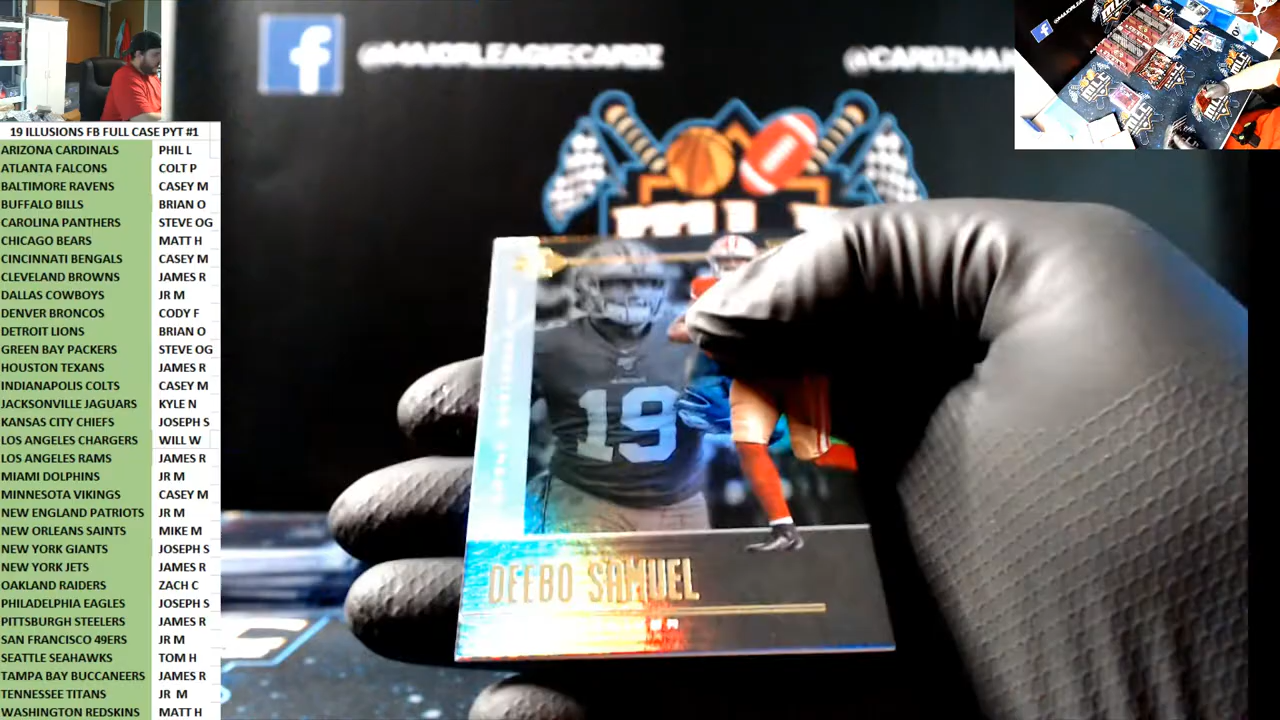 @MAJORLEAGUECARDZ
@CARDZMAN
19 ILLUSIONS FB FULL CASE PYT #1
ARIZONA CARDINALS PHIL L
ATLANTA FALCONS COLT P
BALTIMORE RAVENS CASEY M
BUFFALO BILLS BRIAN O
CAROLINA PANTHERS STEVE OG
CHICAGO BEARS MATT H
CINCINNATI BENGALS CASEY M
CLEVELAND BROWNS JAMES R
DALLAS COWBOYS JR M
DENVER BRONCOS CODY F
DETROIT LIONS BRIAN O
GREEN BAY PACKERS STEVE OG
HOUSTON TEXANS JAMES R
INDIANAPOLIS COLTS CASEY M
JACKSONVILLE JAGUARS KYLE N
KANSAS CITY CHIEFS JOSEPH S
LOS ANGELES CHARGERS WILL W
LOS ANGELES RAMS JAMES R
MIAMI DOLPHINS JR M
MINNESOTA VIKINGS CASEY M
NEW ENGLAND PATRIOTS JR M
NEW ORLEANS SAINTS MIKE M
NEW YORK GIANTS JOSEPH S
NEW YORK JETS JAMES R
OAKLAND RAIDERS ZACH C
PHILADELPHIA EAGLES JOSEPH S
PITTSBURGH STEELERS JAMES R
SAN FRANCISCO 49ERS JR M
SEATTLE SEAHAWKS TOM H
TAMPA BAY BUCCANEERS JAMES R
TENNESSEE TITANS JR M
WASHINGTON REDSKINS MATT H
19
DEEBO SAMUEL